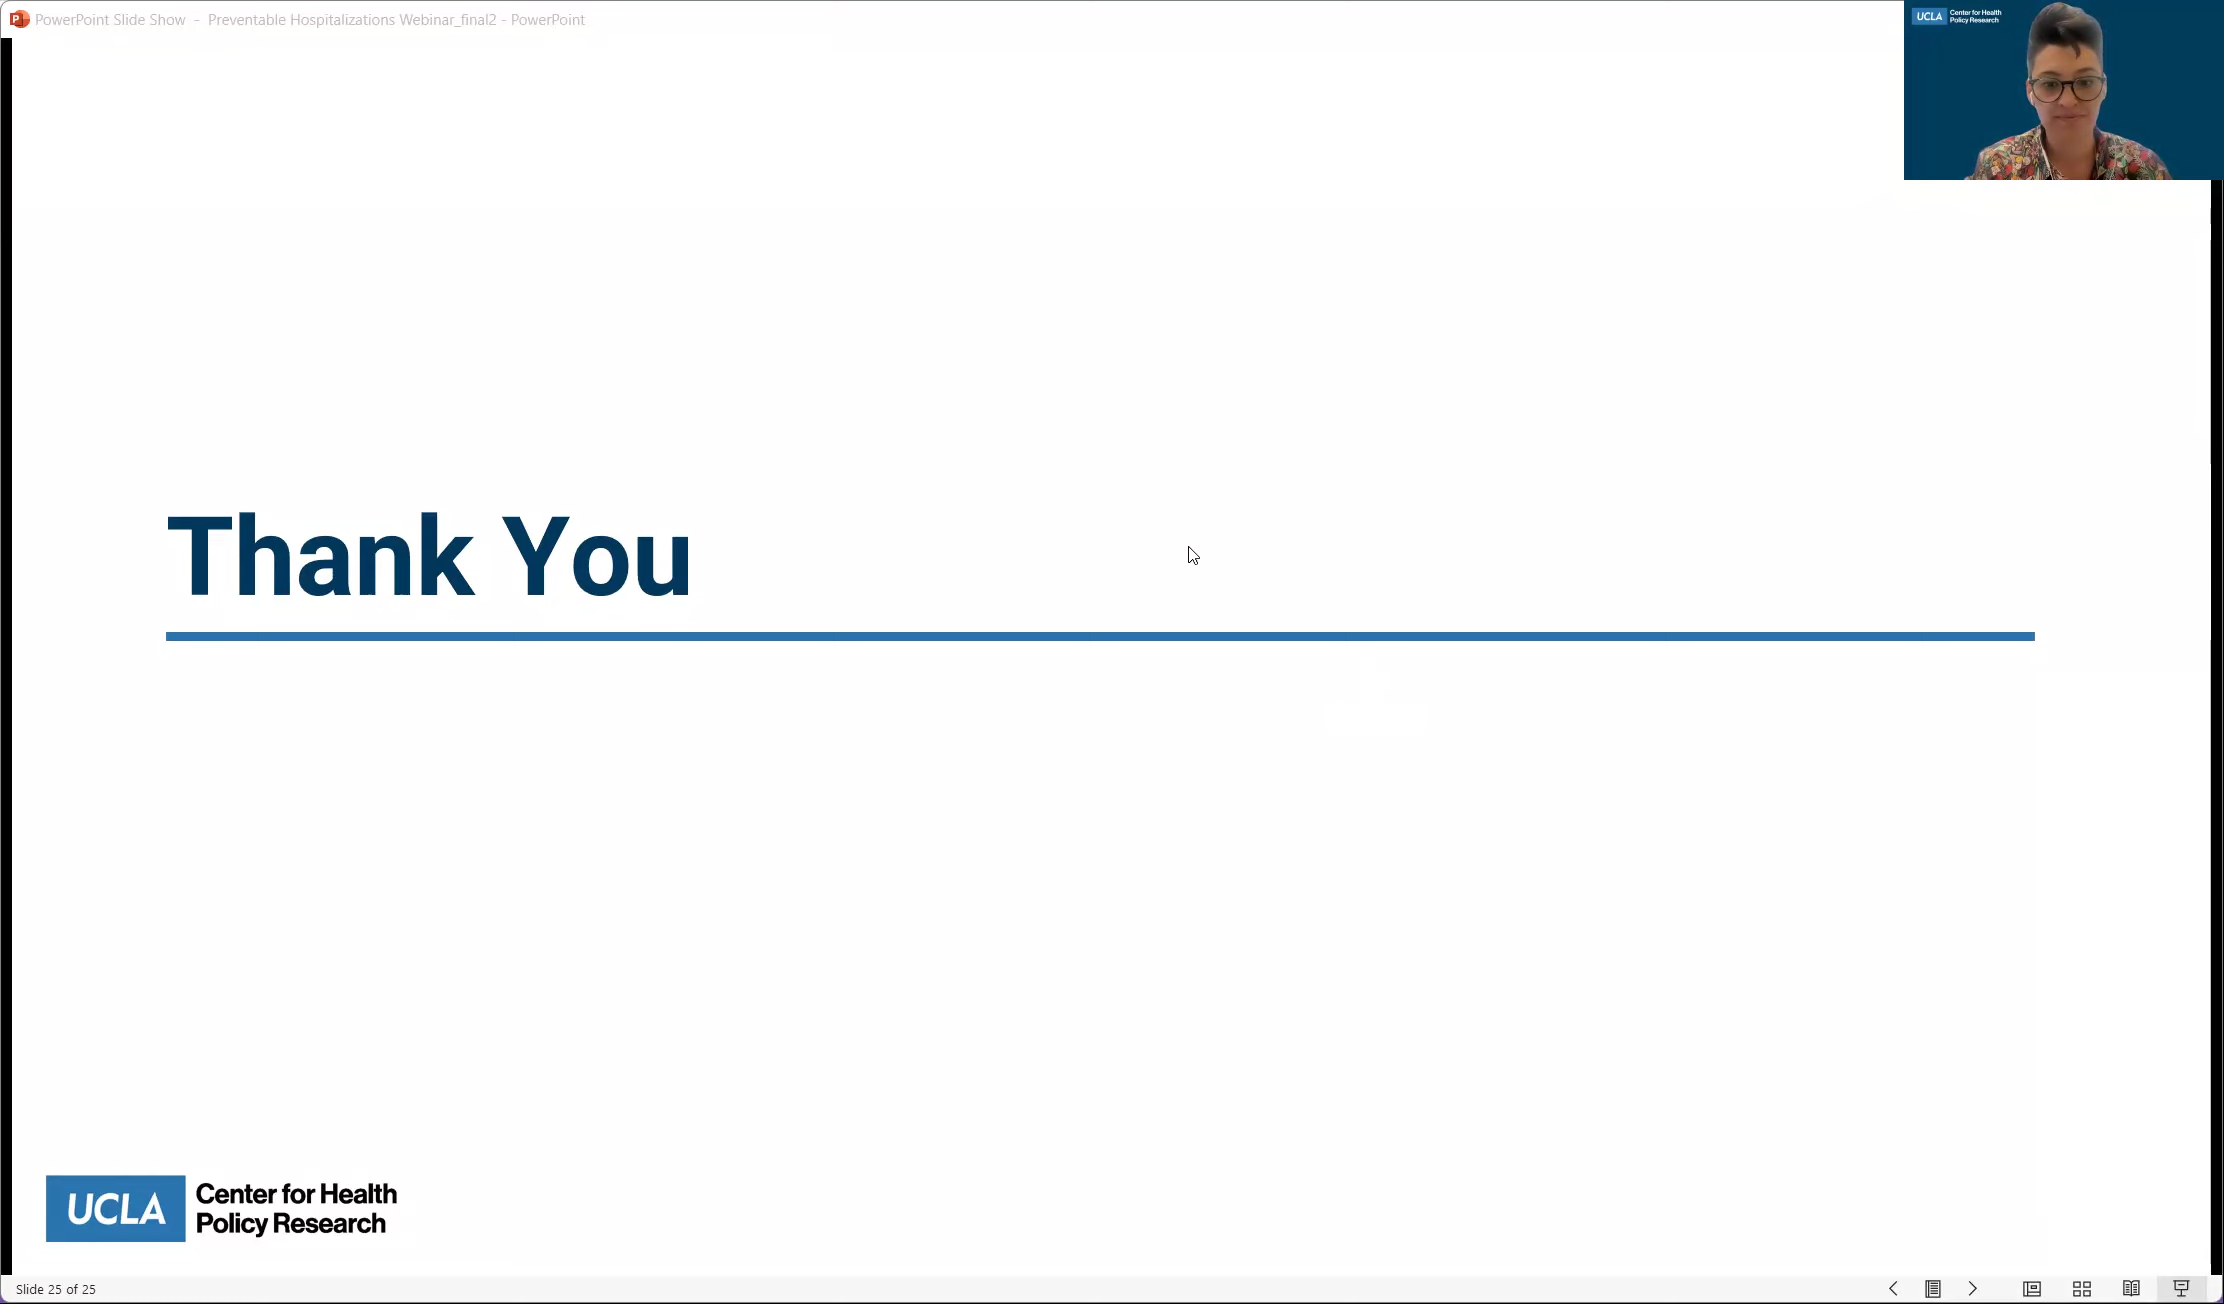 PowerPoint Slide Show - Preventable Hospitalizations Webinar_final2 - PowerPoint
UCLA Center for Health
Policy Research
Thank You
UCLA Center for Health
Policy Research
Slide 25 of 25